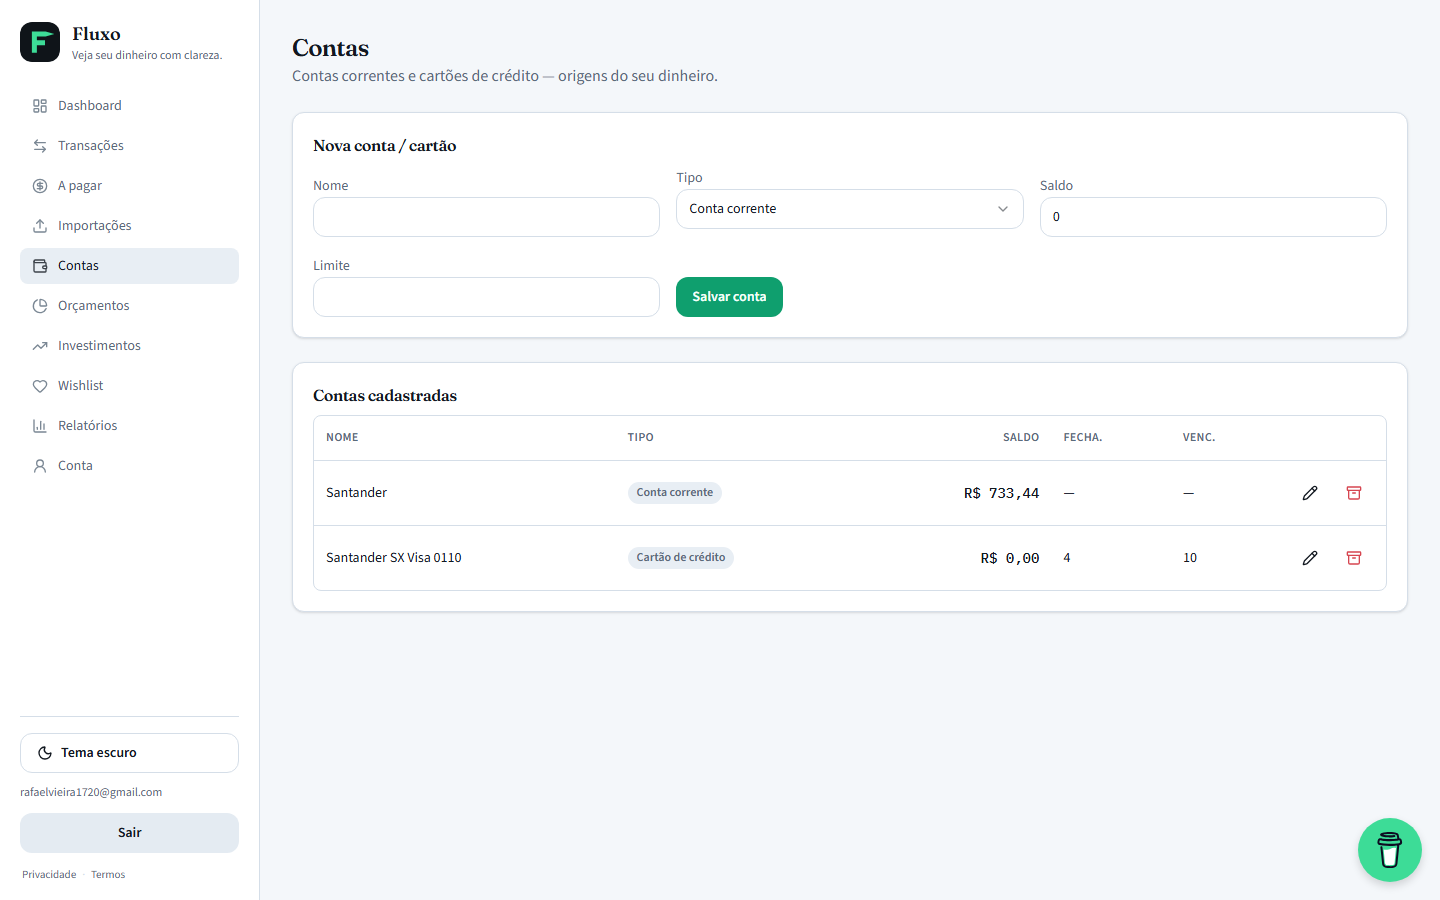 Fluxo
Veja seu dinheiro com clareza.
Dashboard
Transações
A pagar
Importações
Contas
Orçamentos
Investimentos
Wishlist
Relatórios
Conta
Tema escuro
rafaelvieira1720@gmail.com
Sair
Privacidade · Termos
Contas
Contas correntes e cartões de crédito — origens do seu dinheiro.
Nova conta / cartão
Nome Tipo Saldo
Conta corrente 0
Limite
Salvar conta
Contas cadastradas
NOME TIPO SALDO FECHA. VENC.
Santander Conta corrente R$ 733,44 — —
Santander SX Visa 0110 Cartão de crédito R$ 0,00 4 10